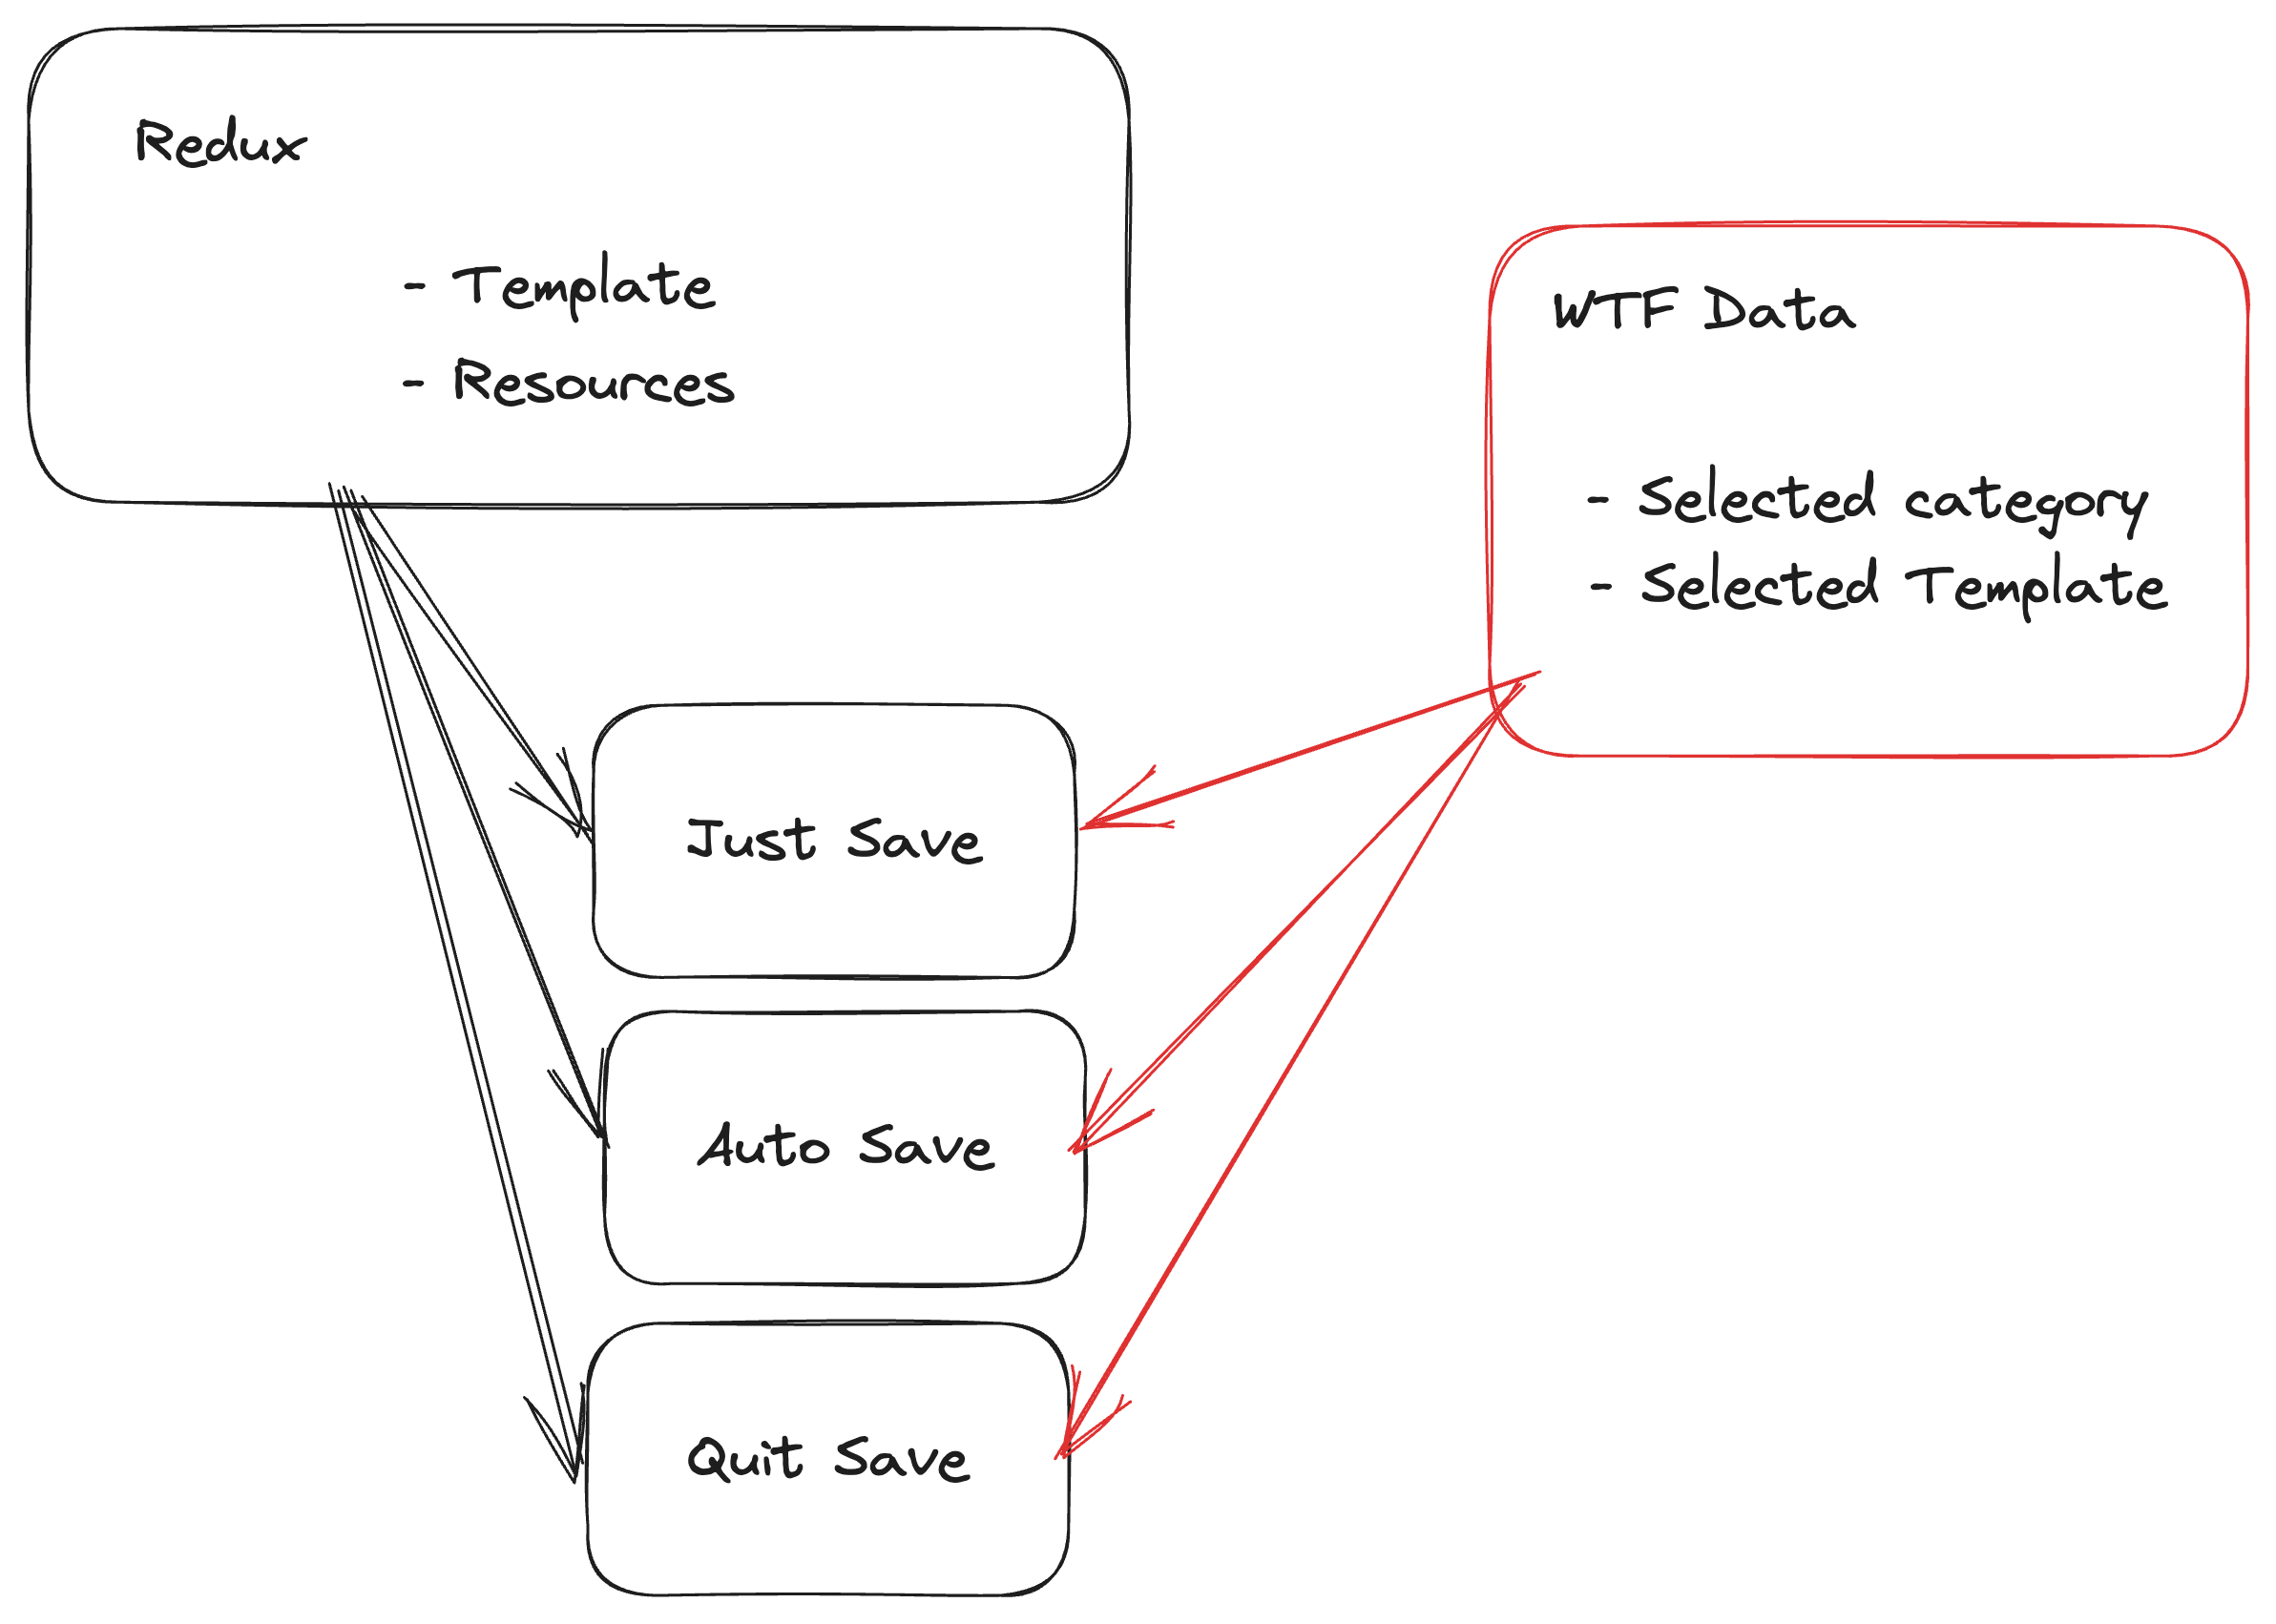 Redux
- Template
- Resources
WTF Data
- Selected category
- Selected Template
Just Save
Auto Save
Quit Save